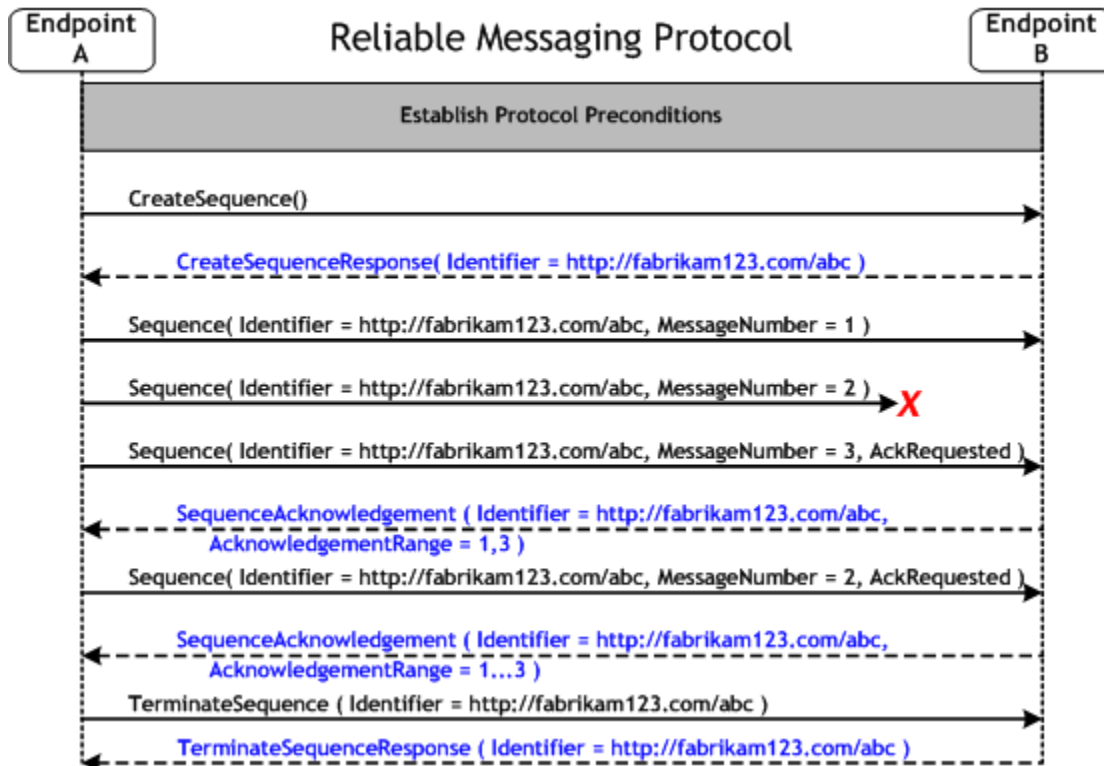 Endpoint
A
Reliable Messaging Protocol
Endpoint
B
Establish Protocol Preconditions
CreateSequence()
CreateSequenceResponse( Identifier = http://fabrikam123.com/abc )
Sequence( Identifier = http://fabrikam123.com/abc, MessageNumber = 1 )
Sequence( Identifier = http://fabrikam123.com/abc, MessageNumber = 2 )
X
Sequence( Identifier = http://fabrikam123.com/abc, MessageNumber = 3, AckRequested )
SequenceAcknowledgement ( Identifier = http://fabrikam123.com/abc,
AcknowledgementRange = 1,3 )
Sequence( Identifier = http://fabrikam123.com/abc, MessageNumber = 2, AckRequested )
SequenceAcknowledgement ( Identifier = http://fabrikam123.com/abc,
AcknowledgementRange = 1...3 )
TerminateSequence ( Identifier = http://fabrikam123.com/abc )
TerminateSequenceResponse ( Identifier = http://fabrikam123.com/abc )